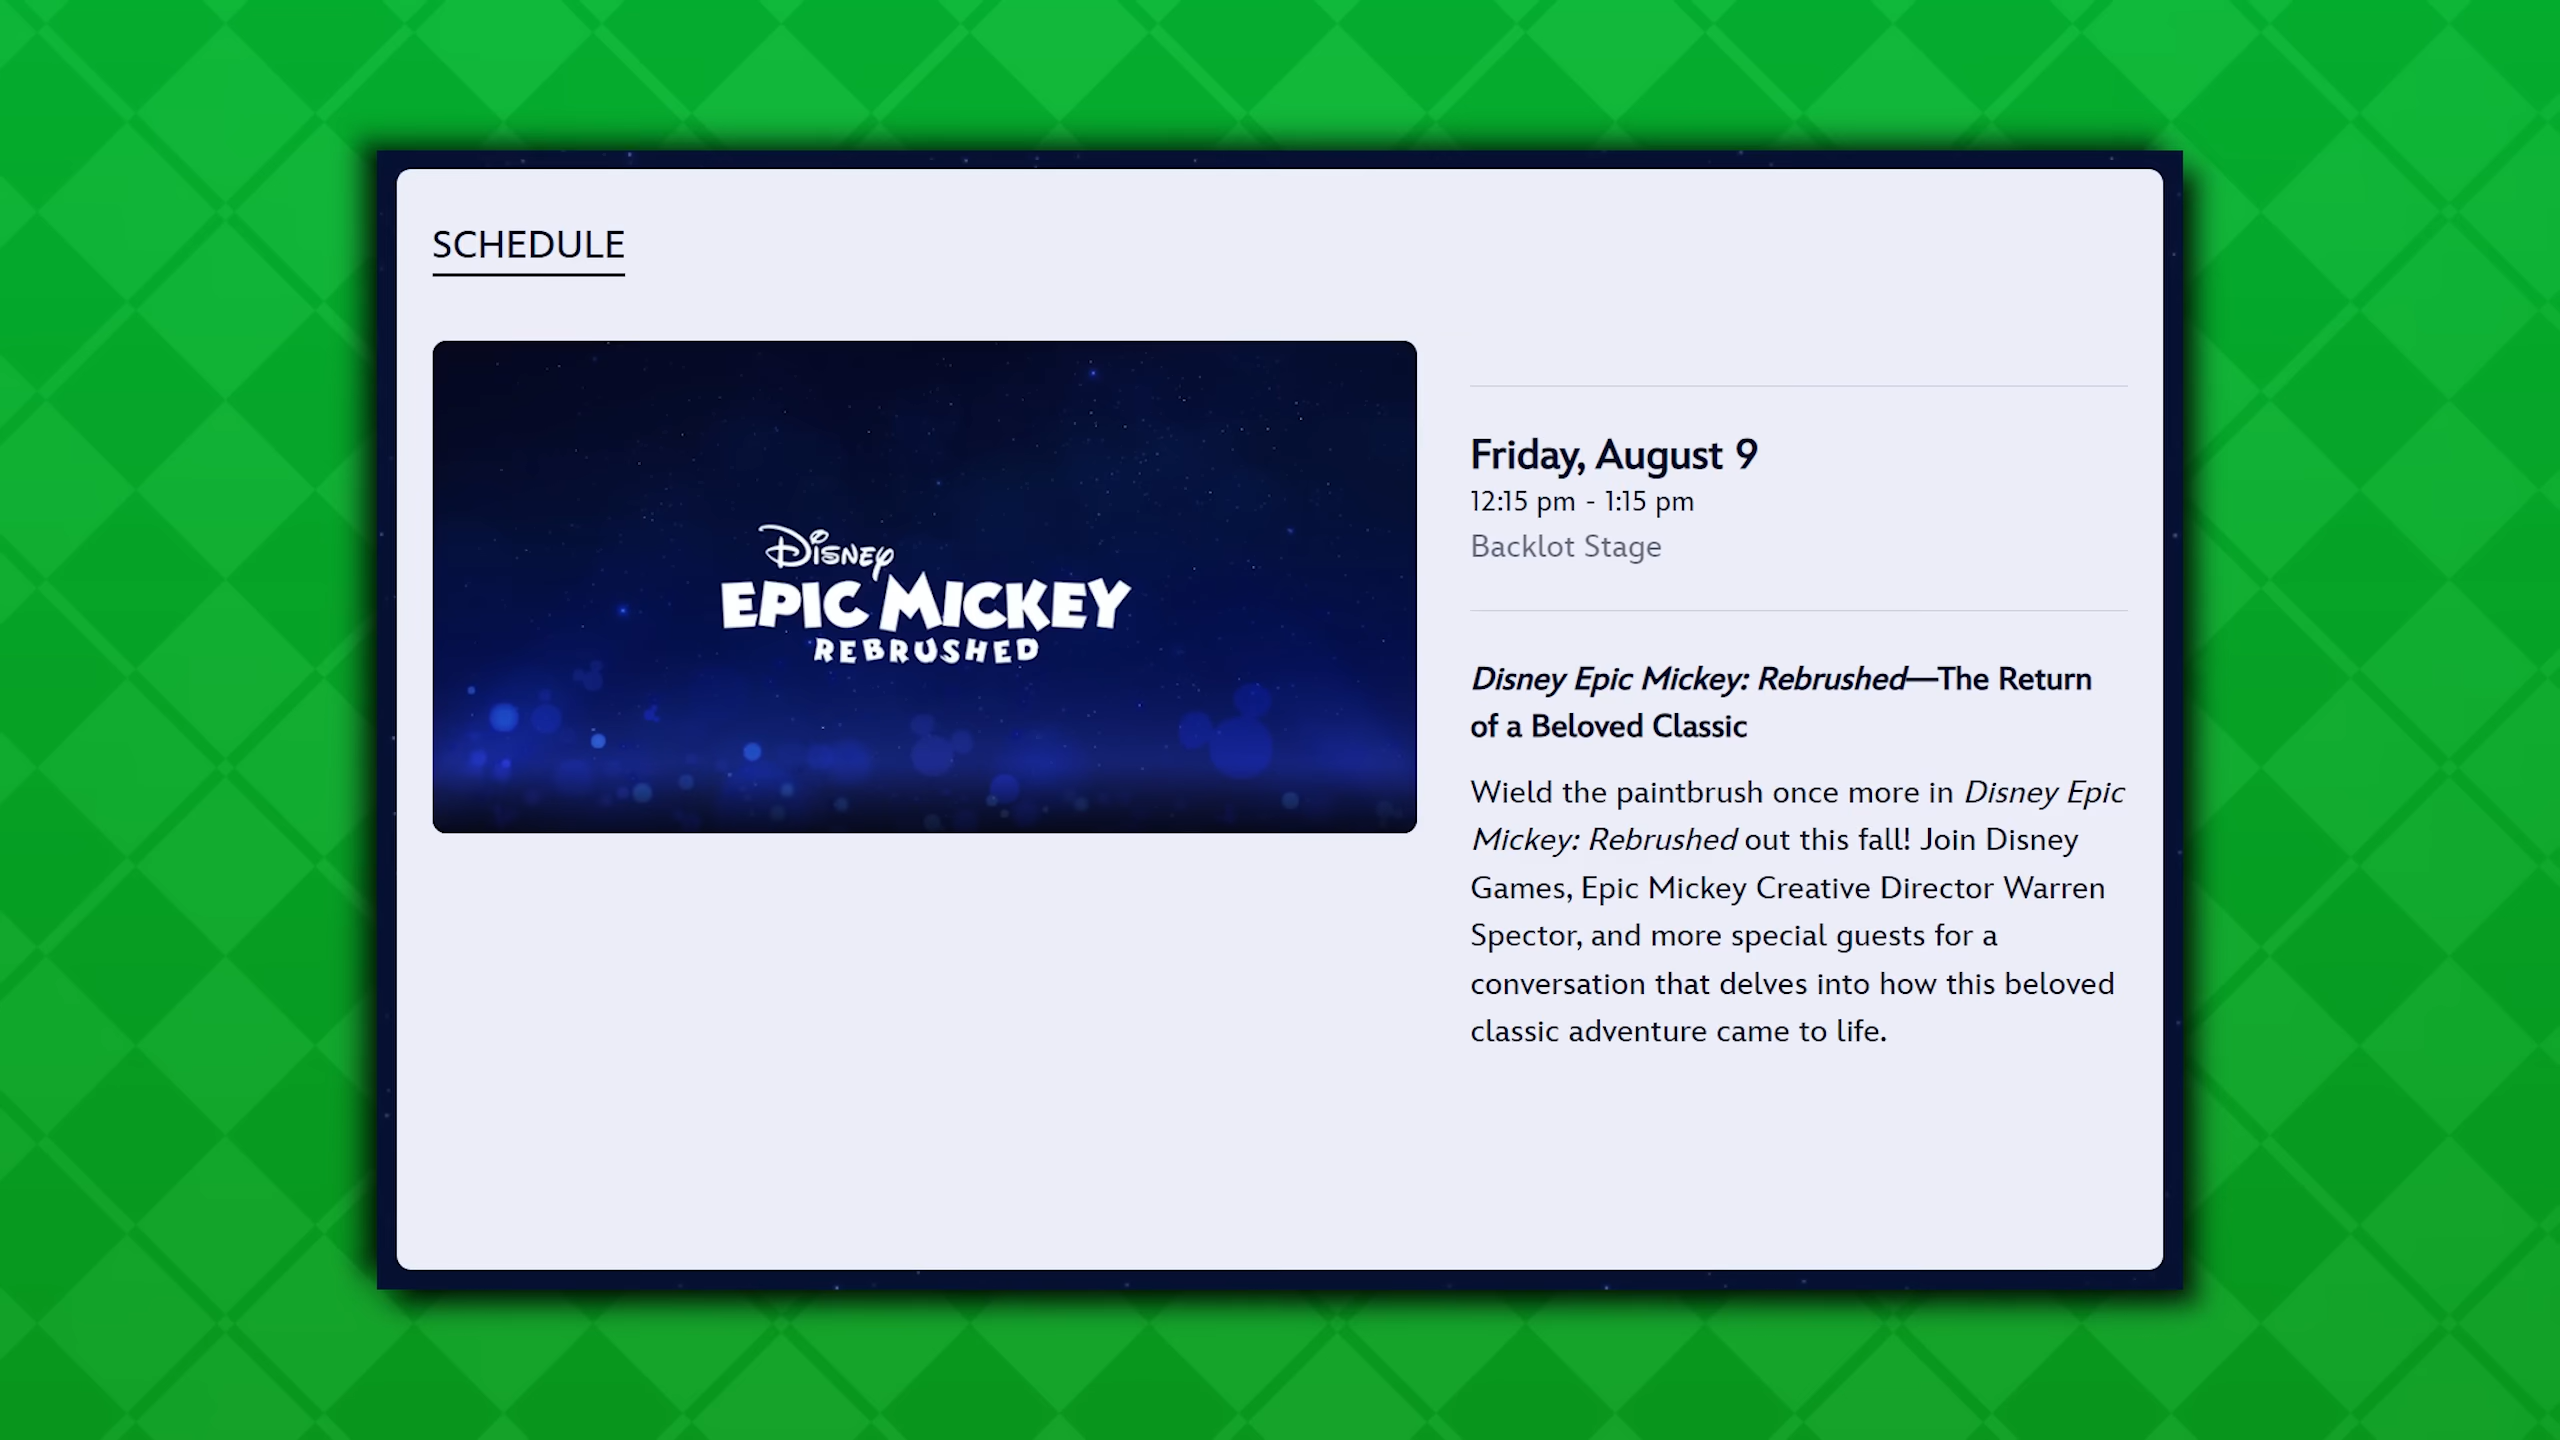 SCHEDULE
Disney
EPIC MICKEY
REBRUSHED
Friday, August 9
12:15 pm - 1:15 pm
Backlot Stage
Disney Epic Mickey: Rebrushed—The Return
of a Beloved Classic
Wield the paintbrush once more in Disney Epic
Mickey: Rebrushed out this fall! Join Disney
Games, Epic Mickey Creative Director Warren
Spector, and more special guests for a
conversation that delves into how this beloved
classic adventure came to life.